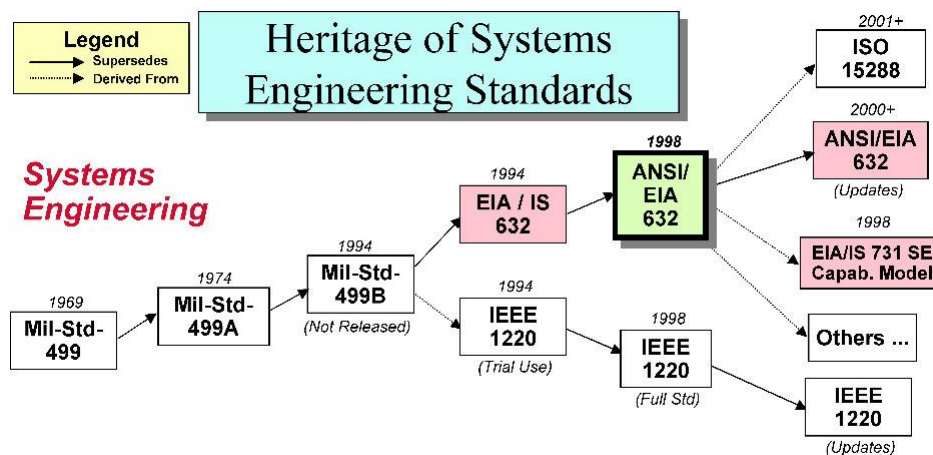 Legend
Supersedes
Derived From
Heritage of Systems
Engineering Standards
Systems
Engineering
1969
Mil-Std-
499
1974
Mil-Std-
499A
1994
Mil-Std-
499B
(Not Released)
1994
EIA / IS
632
1994
IEEE
1220
(Trial Use)
1998
ANSI/
EIA
632
1998
IEEE
1220
(Full Std)
2001+
ISO
15288
2000+
ANSI/EIA
632
(Updates)
1998
EIA/IS 731 SE
Capab. Model
Others ...
IEEE
1220
(Updates)